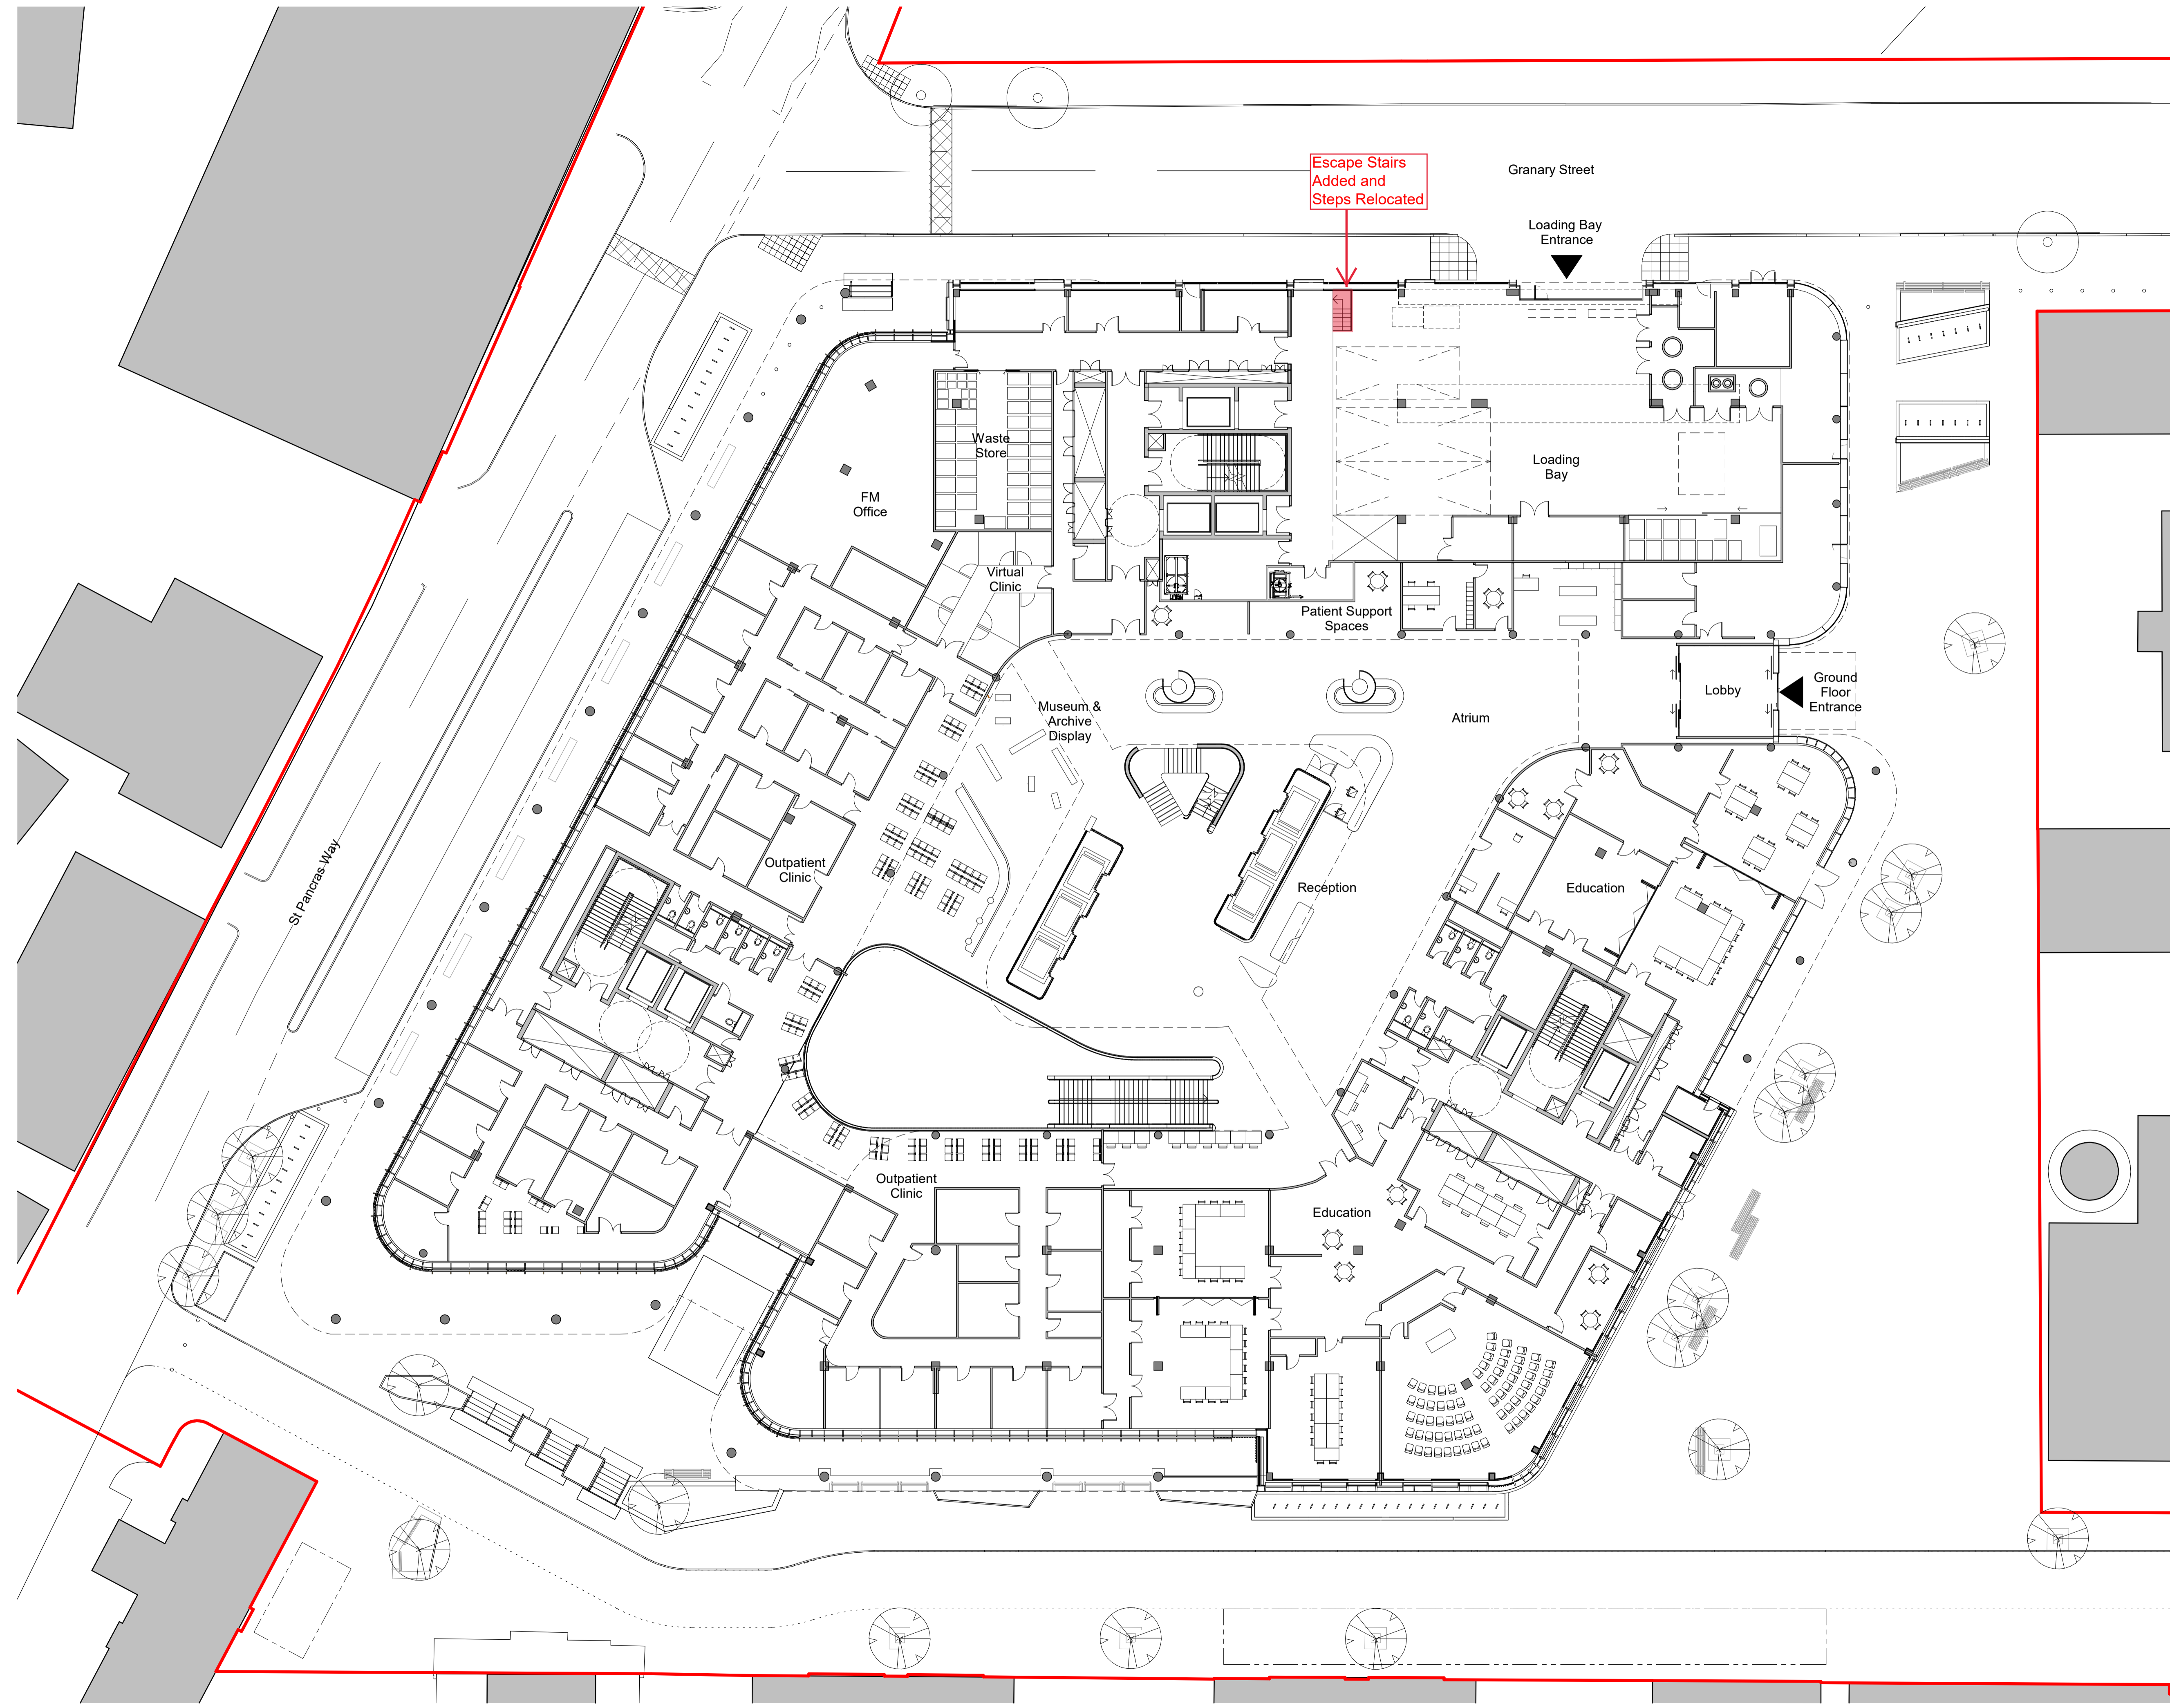 Escape Stairs
Added and
Steps Relocated
Granary Street
Loading Bay
Entrance
Waste
Store
Loading
Bay
FM
Office
Virtual
Clinic
Patient Support
Spaces
Lobby
Ground
Floor
Entrance
Museum &
Archive
Display
Atrium
St Pancras Way
Outpatient
Clinic
Reception
Education
Outpatient
Clinic
Education